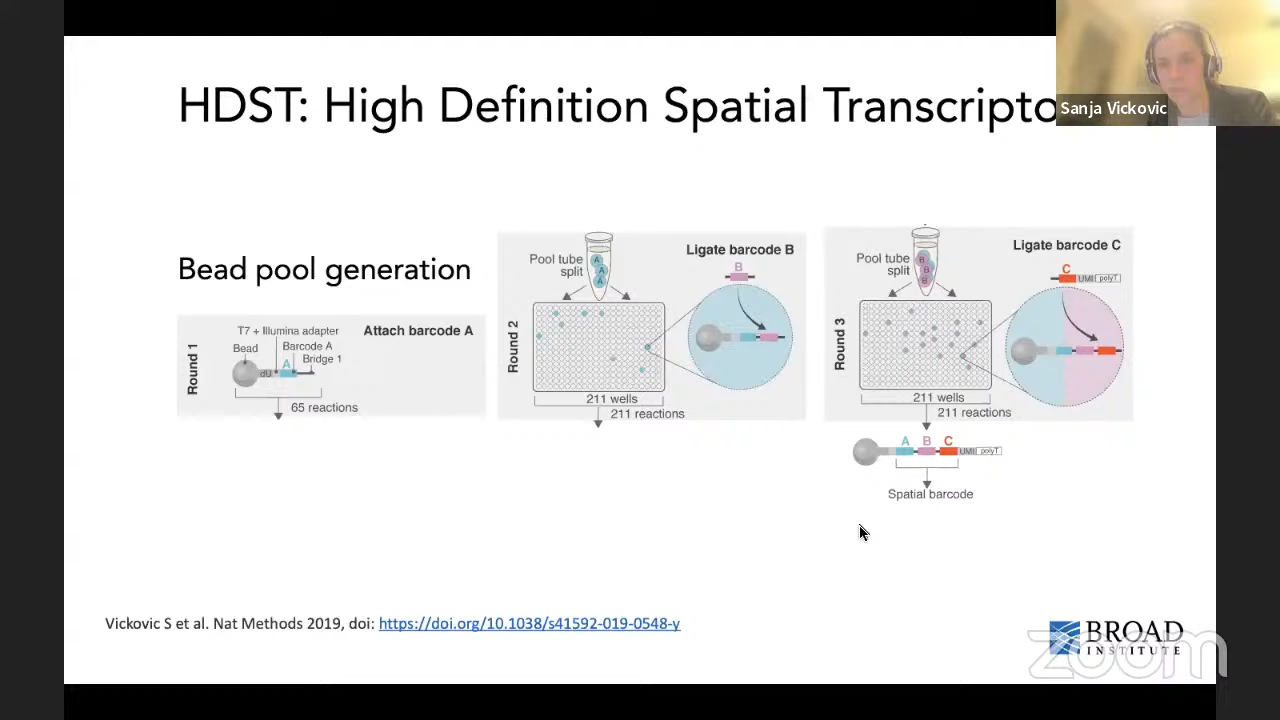 HDST: High Definition Spatial Transcripto
Sanja Vickovic
Bead pool generation
Round 1
T7 + Illumina adapter
Attach barcode A
Bead
Barcode A
A
Bridge 1
dU
65 reactions
Round 2
Pool tube
split
A
A
A
Ligate barcode B
B
211 wells
211 reactions
Round 3
Pool tube
split
B
B
B
Ligate barcode C
C
UMI polyT
211 wells
211 reactions
A B C
UMI polyT
Spatial barcode
Vickovic S et al. Nat Methods 2019, doi: https://doi.org/10.1038/s41592-019-0548-y
BROAD
INSTITUTE
zoom